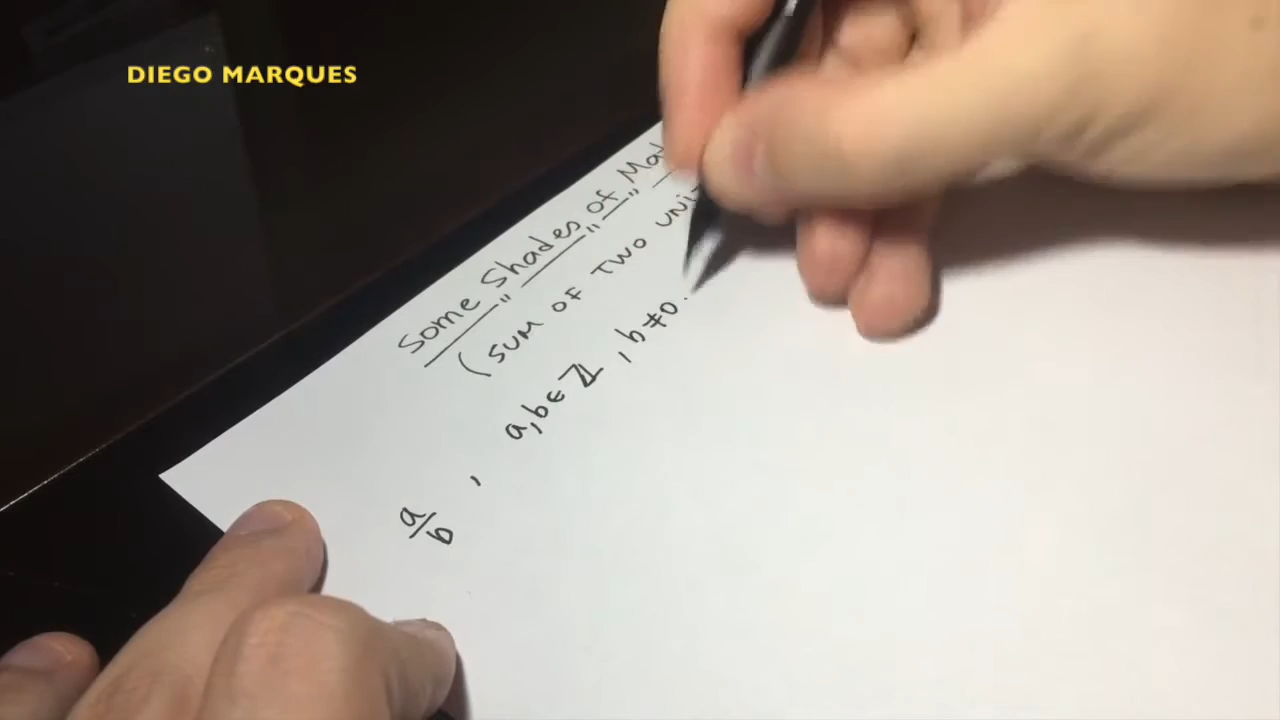 DIEGO MARQUES
"Some" "Shades" "of"
(SUM OF TWO
a/b , a,b∈ℤ , b≠0.